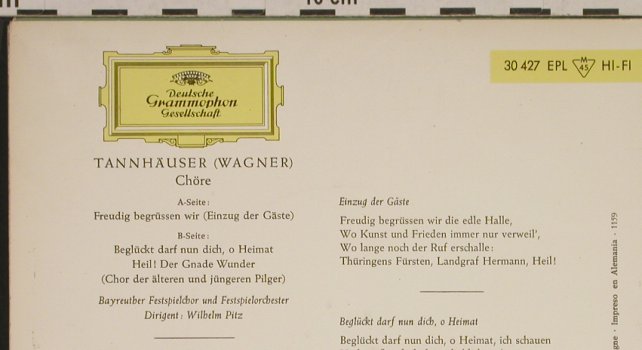 10 cm
Deutsche
Grammophon
Gesellschaft
30 427 EPL M 45 HI-FI
TANNHÄUSER (WAGNER)
Chöre
A-Seite:
Freudig begrüssen wir (Einzug der Gäste)
B-Seite:
Beglückt darf nun dich, o Heimat
Heil! Der Gnade Wunder
(Chor der älteren und jüngeren Pilger)
Bayreuther Festspielchor und Festspielorchester
Dirigent: Wilhelm Pitz
Einzug der Gäste
Freudig begrüssen wir die edle Halle,
Wo Kunst und Frieden immer nur verweil',
Wo lange noch der Ruf erschalle:
Thüringens Fürsten, Landgraf Hermann, Heil!
Beglückt darf nun dich, o Heimat
Beglückt darf nun dich, o Heimat, ich schauen
gne · Impreso en Alemania · 1159